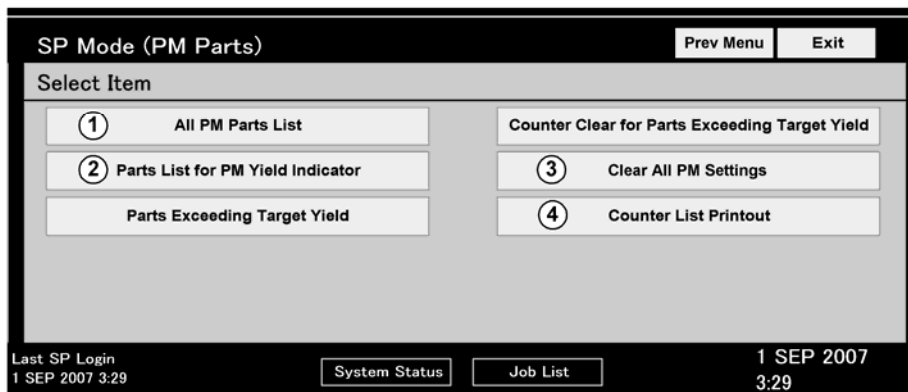 SP Mode (PM Parts)
Prev Menu
Exit
Select Item
1 All PM Parts List
Counter Clear for Parts Exceeding Target Yield
2 Parts List for PM Yield Indicator
3 Clear All PM Settings
Parts Exceeding Target Yield
4 Counter List Printout
Last SP Login
1 SEP 2007 3:29
System Status
Job List
1 SEP 2007
3:29